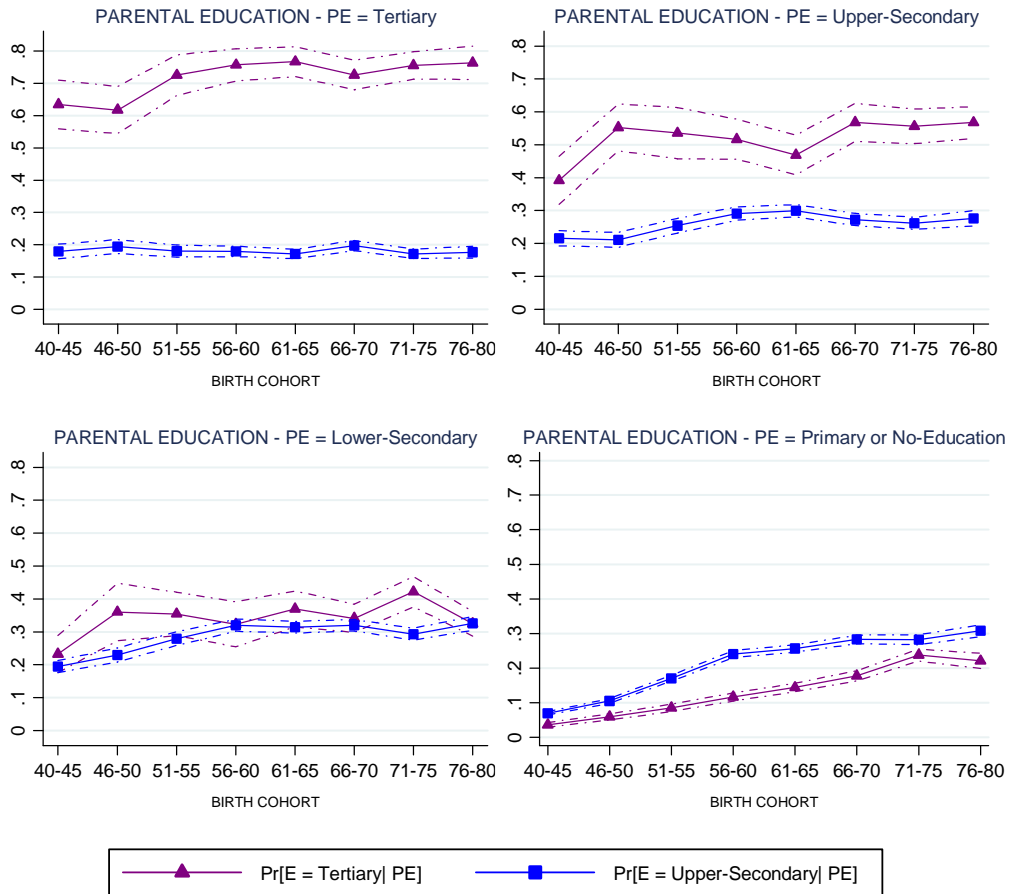 PARENTAL EDUCATION - PE = Tertiary
.8
.7
.6
.5
.4
.3
.2
.1
0
40-45 46-50 51-55 56-60 61-65 66-70 71-75 76-80
BIRTH COHORT
PARENTAL EDUCATION - PE = Upper-Secondary
.8
.7
.6
.5
.4
.3
.2
.1
0
40-45 46-50 51-55 56-60 61-65 66-70 71-75 76-80
BIRTH COHORT
PARENTAL EDUCATION - PE = Lower-Secondary
.8
.7
.6
.5
.4
.3
.2
.1
0
40-45 46-50 51-55 56-60 61-65 66-70 71-75 76-80
BIRTH COHORT
PARENTAL EDUCATION - PE = Primary or No-Education
.8
.7
.6
.5
.4
.3
.2
.1
0
40-45 46-50 51-55 56-60 61-65 66-70 71-75 76-80
BIRTH COHORT
Pr[E = Tertiary| PE] Pr[E = Upper-Secondary| PE]